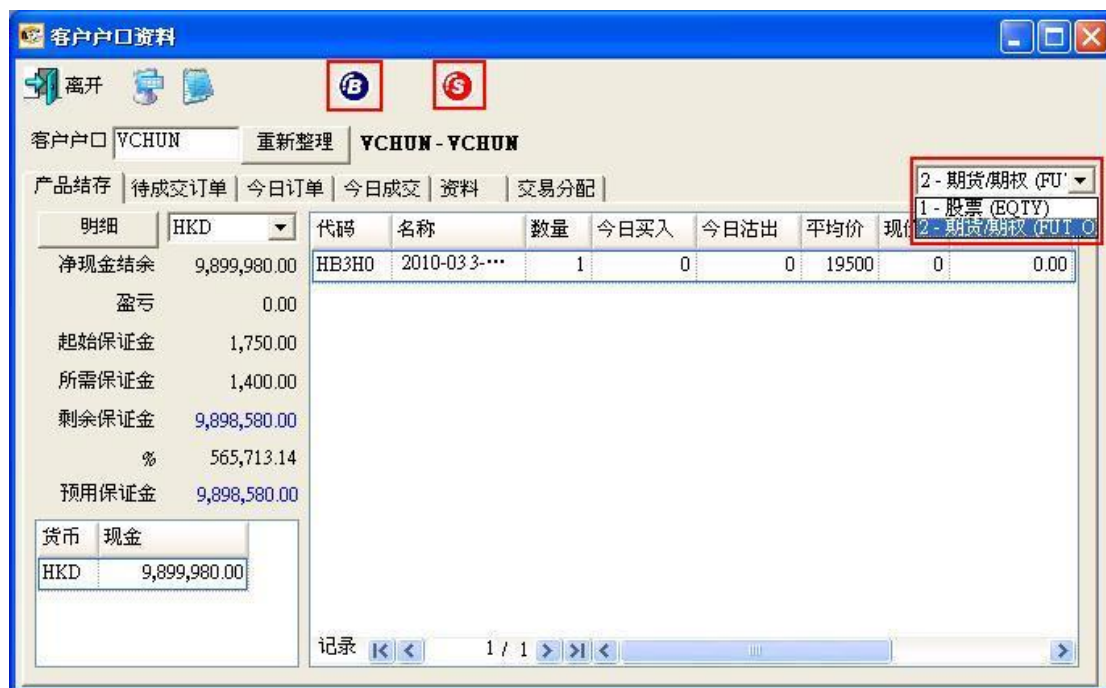 客户户口资料
离开 B S
客户户口 VCHUN 重新整理 VCHUN - VCHUN
产品结存 待成交订单 今日订单 今日成交 资料 交易分配 2 - 期货/期权 (FU
1 - 股票 (EQTY)
2 - 期货/期权 (FUT_O
明细 HKD 代码 名称 数量 今日买入 今日沽出 平均价 现价
净现金结余 9,899,980.00 HB3H0 2010-03 3-… 1 0 0 19500 0 0.00
盈亏 0.00
起始保证金 1,750.00
所需保证金 1,400.00
剩余保证金 9,898,580.00
% 565,713.14
预用保证金 9,898,580.00
货币 现金
HKD 9,899,980.00
记录 1 / 1